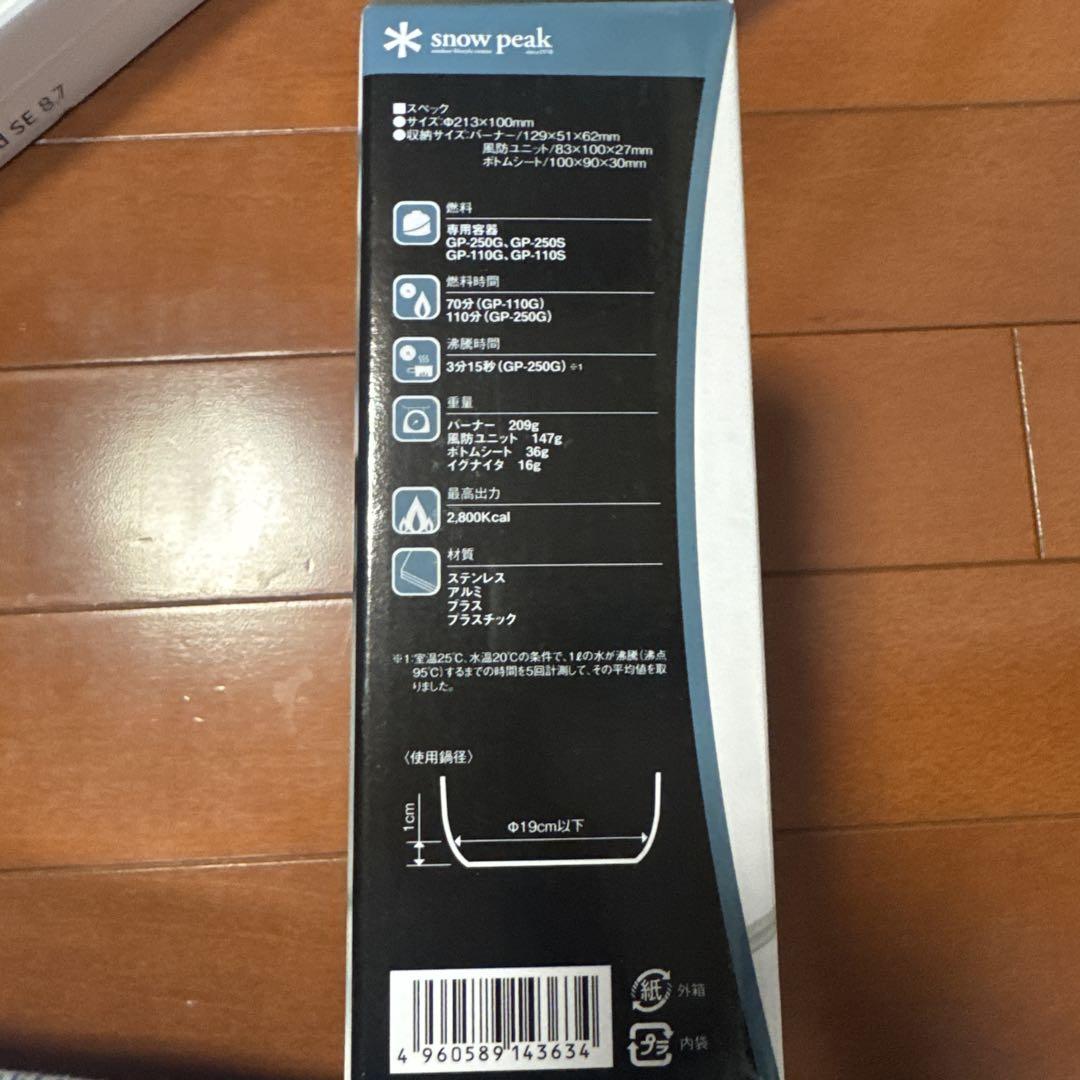 d SE 8.7
snow peak
■スペック
●サイズ:Φ213×100mm
●収納サイズ:バーナー/129×51×62mm
風防ユニット/83×100×27mm
ボトムシート/100×90×30mm
燃料
専用容器
GP-250G、GP-250S
GP-110G、GP-110S
燃料時間
70分(GP-110G)
110分(GP-250G)
沸騰時間
3分15秒(GP-250G)※1
重量
バーナー 209g
風防ユニット 147g
ボトムシート 36g
イグナイタ 16g
最高出力
2,800Kcal
材質
ステンレス
アルミ
ブラス
プラスチック
※1:室温25℃、水温20℃の条件で、1ℓの水が沸騰(沸点
95℃)するまでの時間を5回計測して、その平均値を取
りました。
〈使用鍋径〉
1cm
Φ19cm以下
紙 外箱
プラ 内袋
4 960589 143634